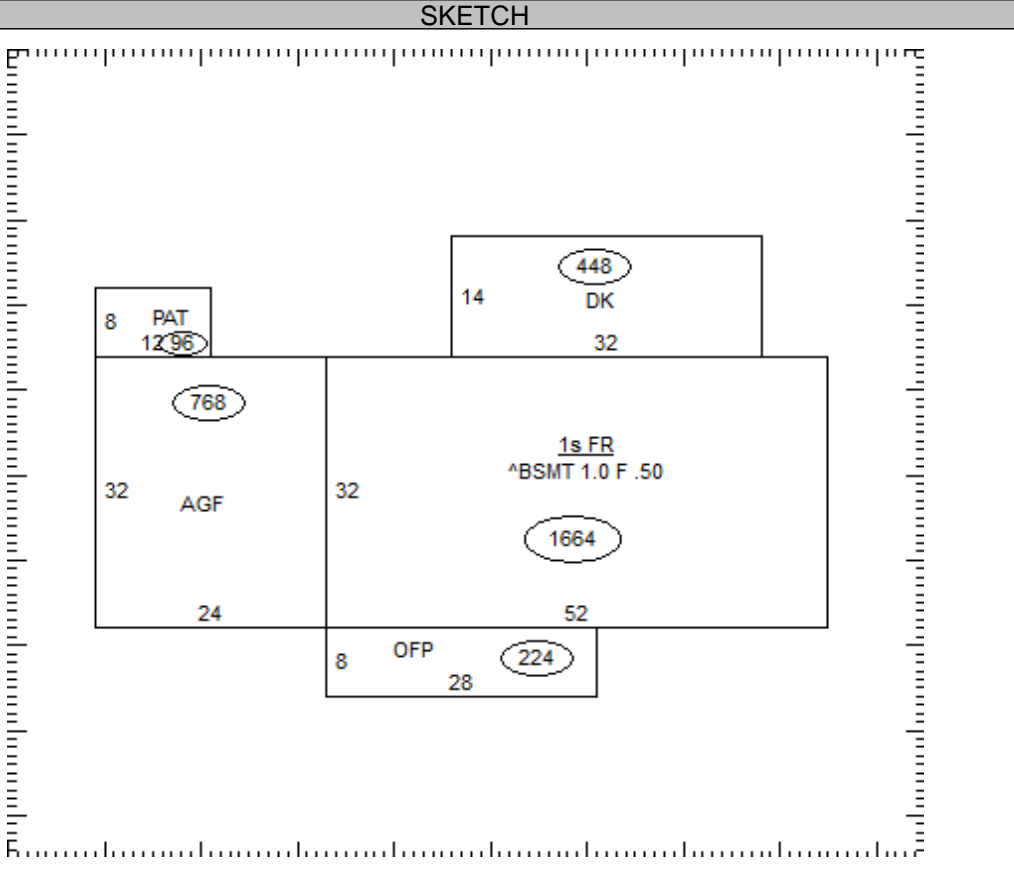 SKETCH
448
14
DK
32
8
PAT
12 96
768
1s FR
^BSMT 1.0 F .50
32
AGF
32
1664
24
52
8
OFP
224
28